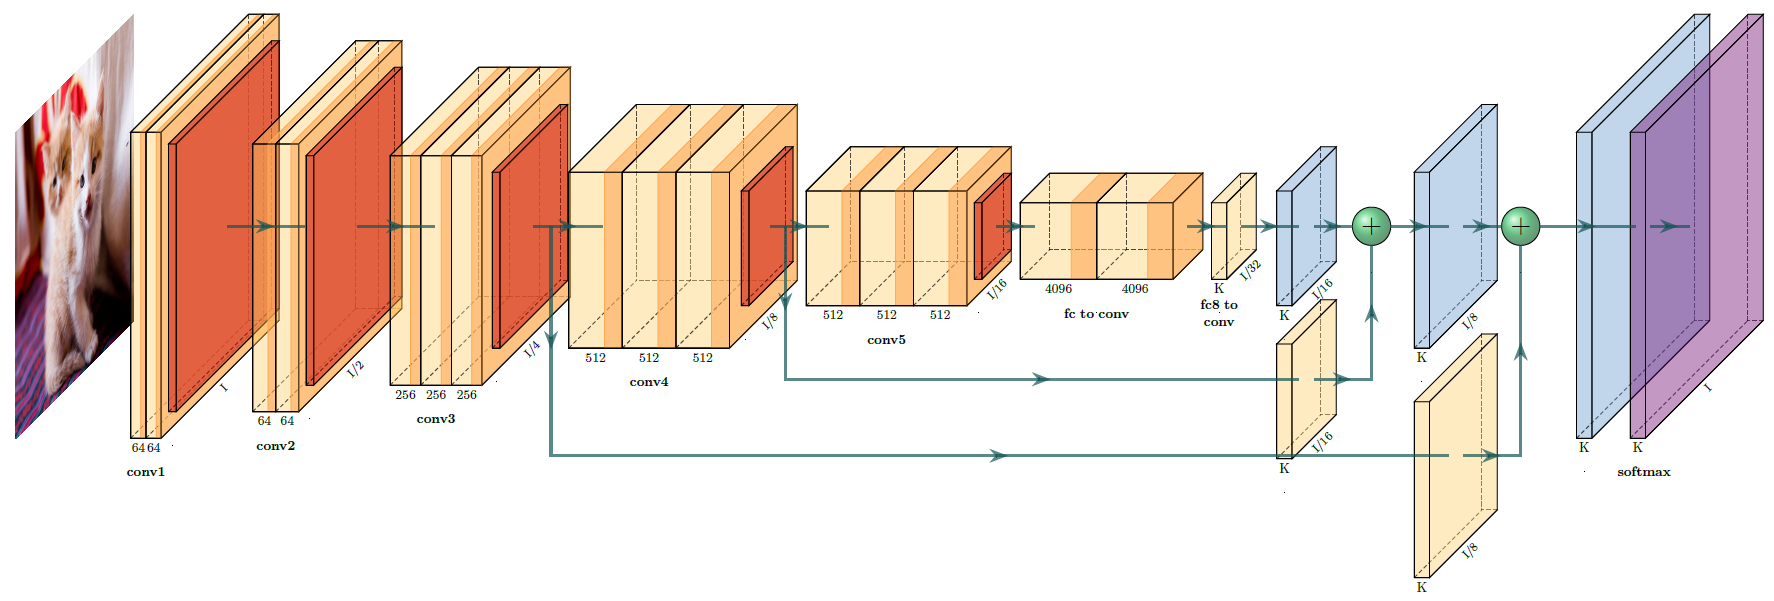 I
64 64
conv1
I/2
64 64
conv2
I/4
256 256 256
conv3
I/8
512 512 512
conv4
I/16
512 512 512
conv5
4096 4096
fc to conv
I/32
K
fc8 to
conv
I/16
K
+
I/16
K
I/8
K
+
I/8
K
K
I
K
softmax